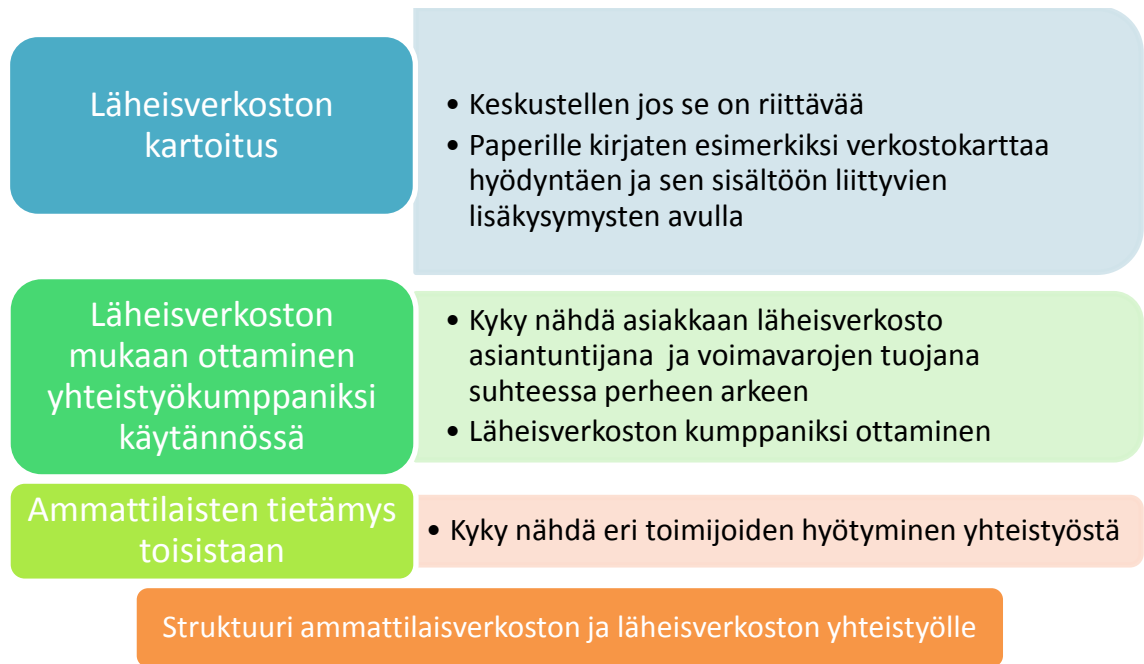 Läheisverkoston
kartoitus
• Keskustellen jos se on riittävää
• Paperille kirjaten esimerkiksi verkostokarttaa
hyödyntäen ja sen sisältöön liittyvien
lisäkysymysten avulla
Läheisverkoston
mukaan ottaminen
yhteistyökumppaniksi
käytännössä
• Kyky nähdä asiakkaan läheisverkosto
asiantuntijana ja voimavarojen tuojana
suhteessa perheen arkeen
• Läheisverkoston kumppaniksi ottaminen
Ammattilaisten tietämys
toisistaan
• Kyky nähdä eri toimijoiden hyötyminen yhteistyöstä
Struktuuri ammattilaisverkoston ja läheisverkoston yhteistyölle